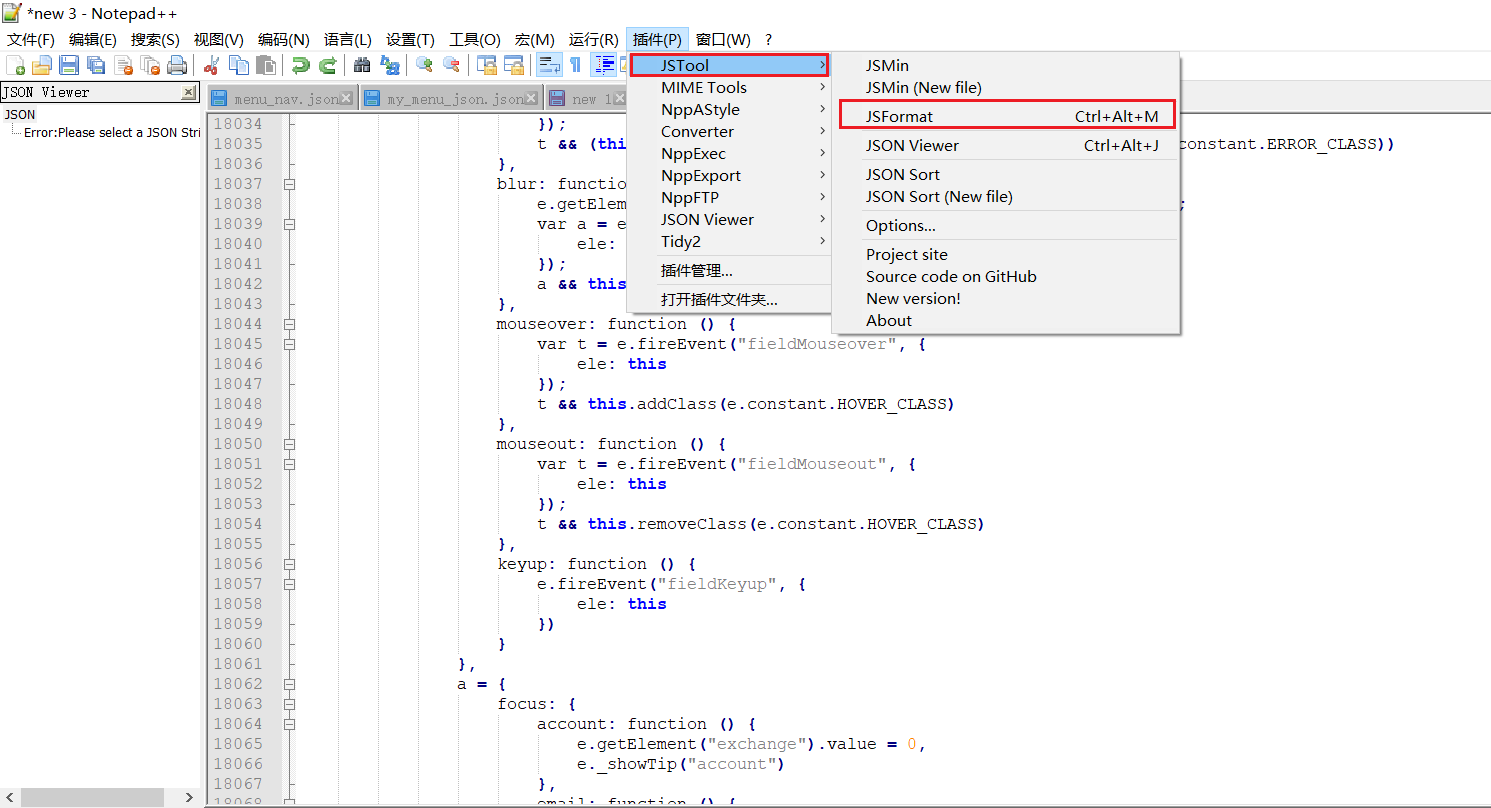 *new 3 - Notepad++
文件(F) 编辑(E) 搜索(S) 视图(V) 编码(N) 语言(L) 设置(T) 工具(O) 宏(M) 运行(R) 插件(P) 窗口(W) ?
JSON Viewer
JSON
Error:Please select a JSON Stri
menu_nav.json my_menu_json.json new 1
JSTool
MIME Tools
NppAStyle
Converter
NppExec
NppExport
NppFTP
JSON Viewer
Tidy2
插件管理...
打开插件文件夹...
JSMin
JSMin (New file)
JSFormat Ctrl+Alt+M
JSON Viewer Ctrl+Alt+J
JSON Sort
JSON Sort (New file)
Options...
Project site
Source code on GitHub
New version!
About
18034 });
18035 t && (thi constant.ERROR_CLASS))
18036 },
18037 blur: functio
18038 e.getElem ;
18039 var a = e
18040 ele:
18041 });
18042 a && this
18043 },
18044 mouseover: function () {
18045 var t = e.fireEvent("fieldMouseover", {
18046 ele: this
18047 });
18048 t && this.addClass(e.constant.HOVER_CLASS)
18049 },
18050 mouseout: function () {
18051 var t = e.fireEvent("fieldMouseout", {
18052 ele: this
18053 });
18054 t && this.removeClass(e.constant.HOVER_CLASS)
18055 },
18056 keyup: function () {
18057 e.fireEvent("fieldKeyup", {
18058 ele: this
18059 })
18060 }
18061 },
18062 a = {
18063 focus: {
18064 account: function () {
18065 e.getElement("exchange").value = 0,
18066 e._showTip("account")
18067 },
18068 email: function () {